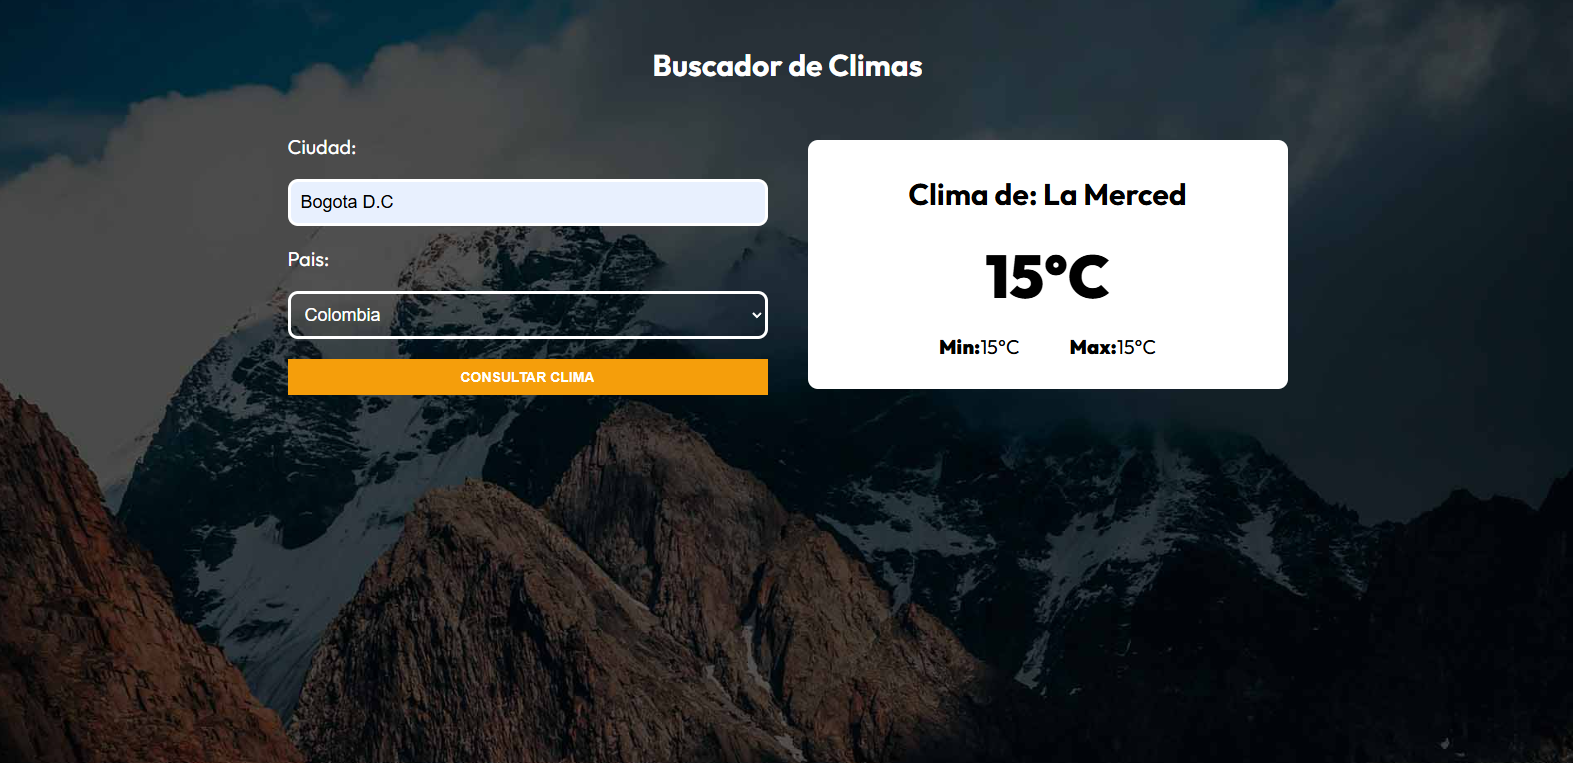 Buscador de Climas
Ciudad:
Bogota D.C
Pais:
Colombia
CONSULTAR CLIMA
Clima de: La Merced
15°C
Min:15°C Max:15°C